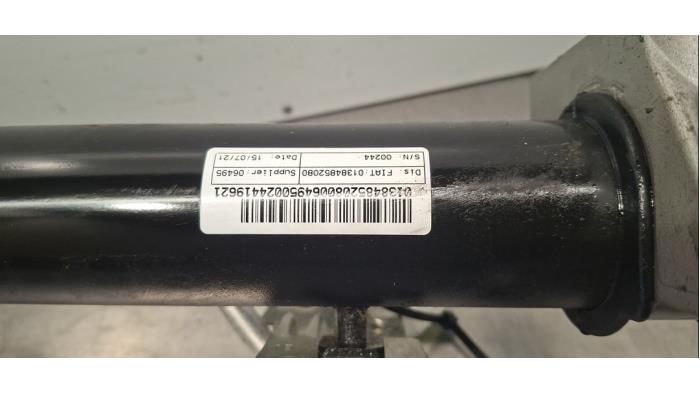 01384852080064950024419621
Dis. FIAT:01384852080 Supplier: 06495
S/N: 00244 Date: 15/07/21